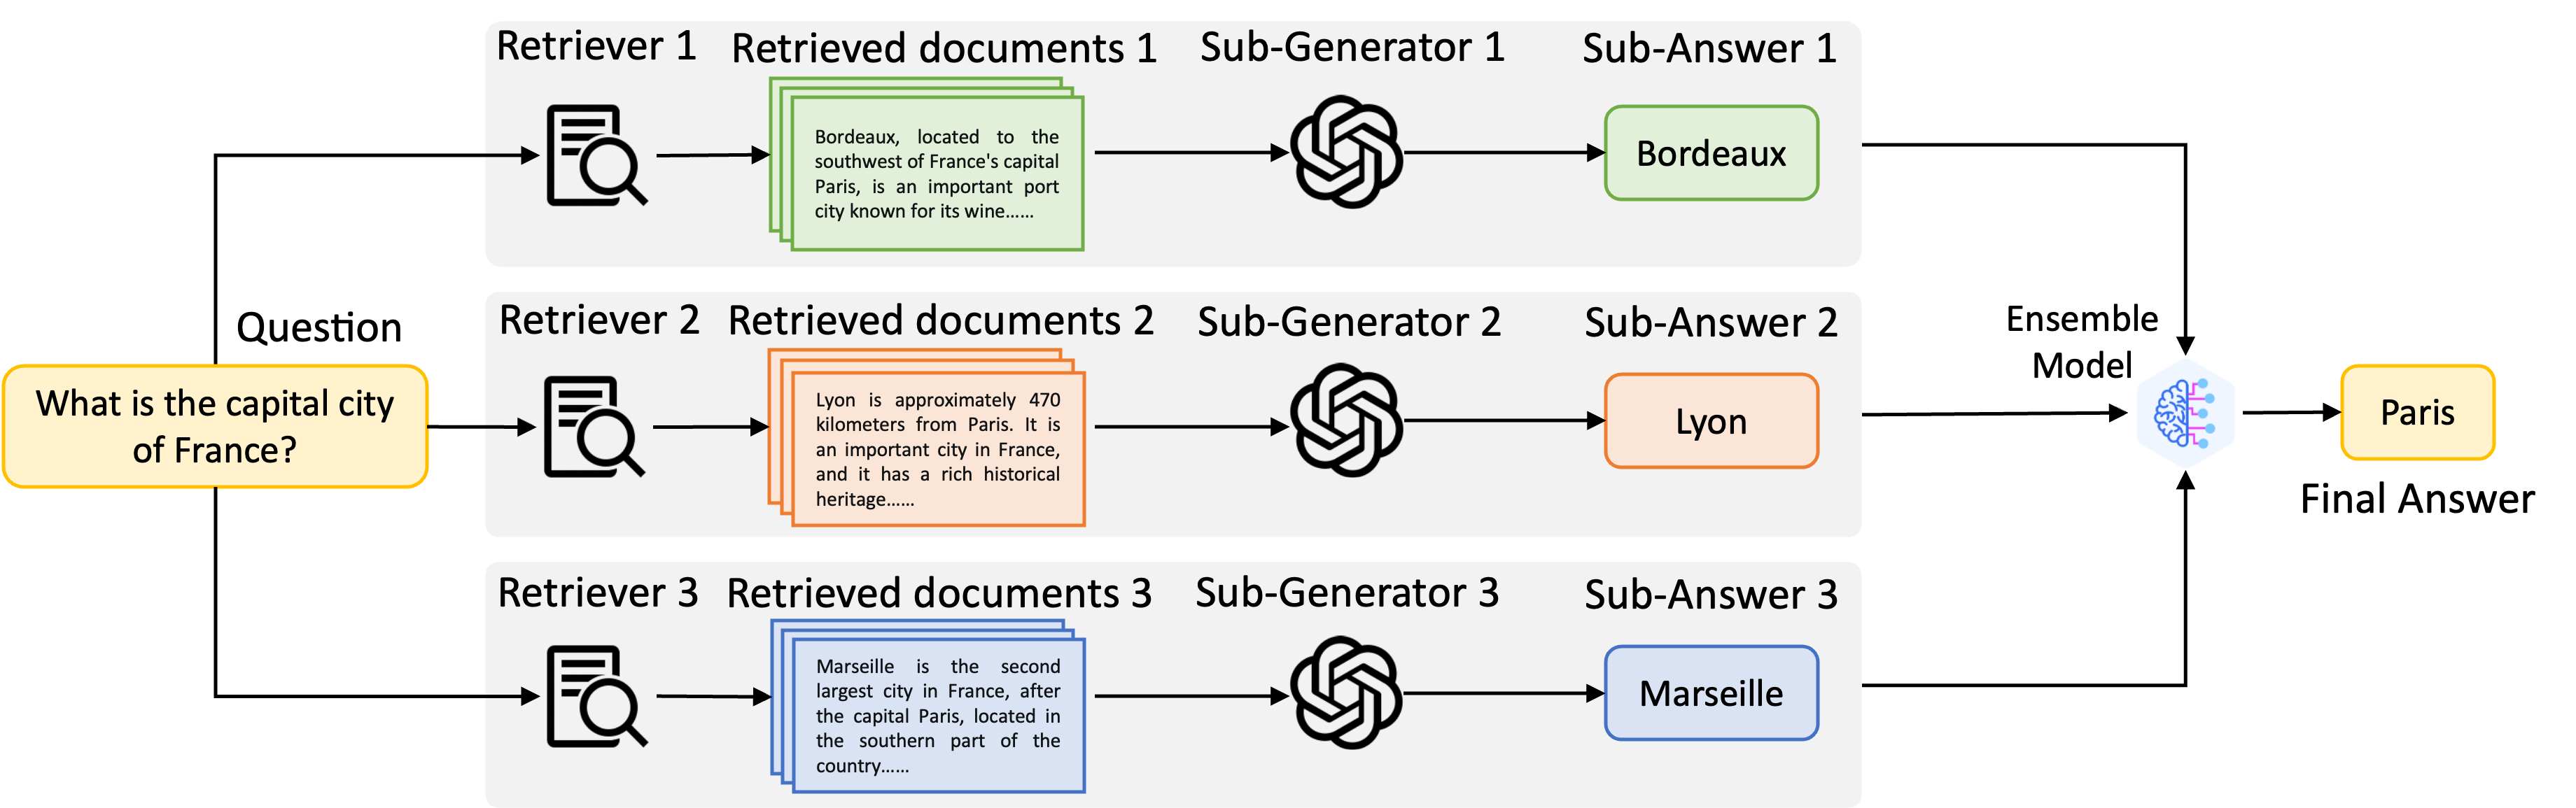 Retriever 1
Retrieved documents 1
Sub-Generator 1
Sub-Answer 1
Bordeaux, located to the
southwest of France's capital
Paris, is an important port
city known for its wine......
Bordeaux
Question
What is the capital city
of France?
Retriever 2
Retrieved documents 2
Sub-Generator 2
Sub-Answer 2
Lyon is approximately 470
kilometers from Paris. It is
an important city in France,
and it has a rich historical
heritage......
Lyon
Retriever 3
Retrieved documents 3
Sub-Generator 3
Sub-Answer 3
Marseille is the second
largest city in France, after
the capital Paris, located in
the southern part of the
country......
Marseille
Ensemble
Model
Paris
Final Answer